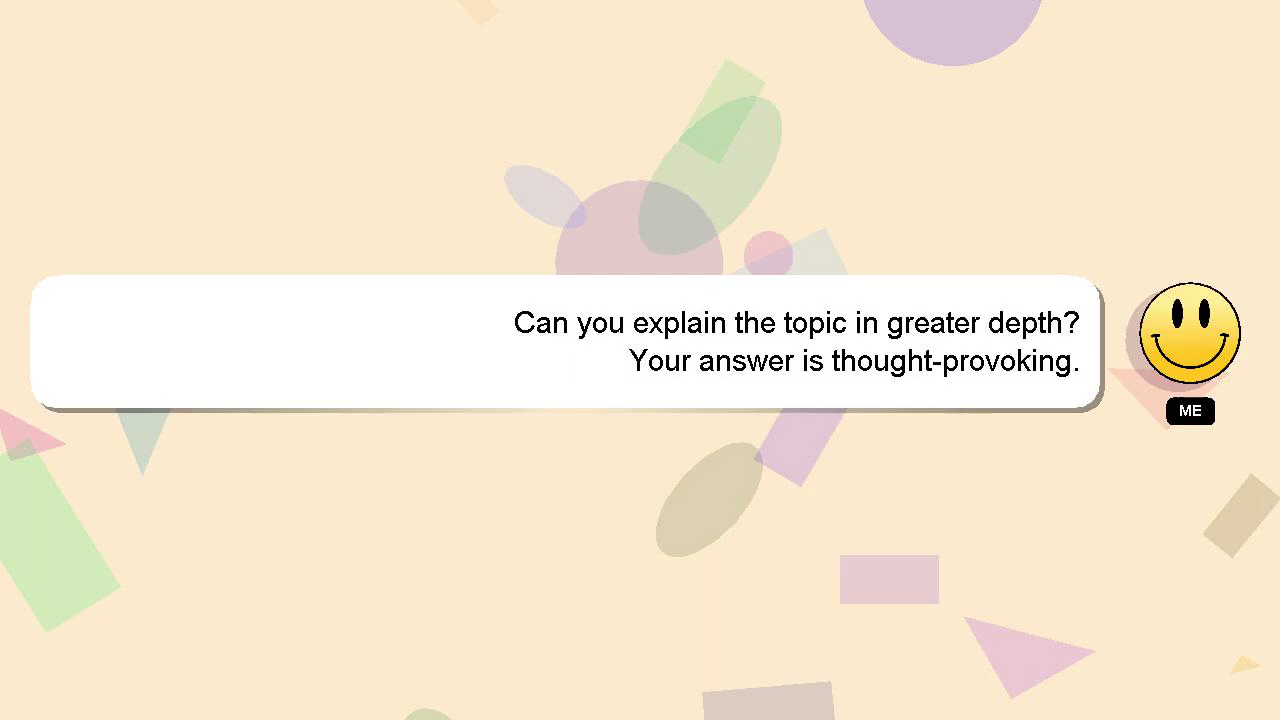 Can you explain the topic in greater depth?
Your answer is thought-provoking.
ME